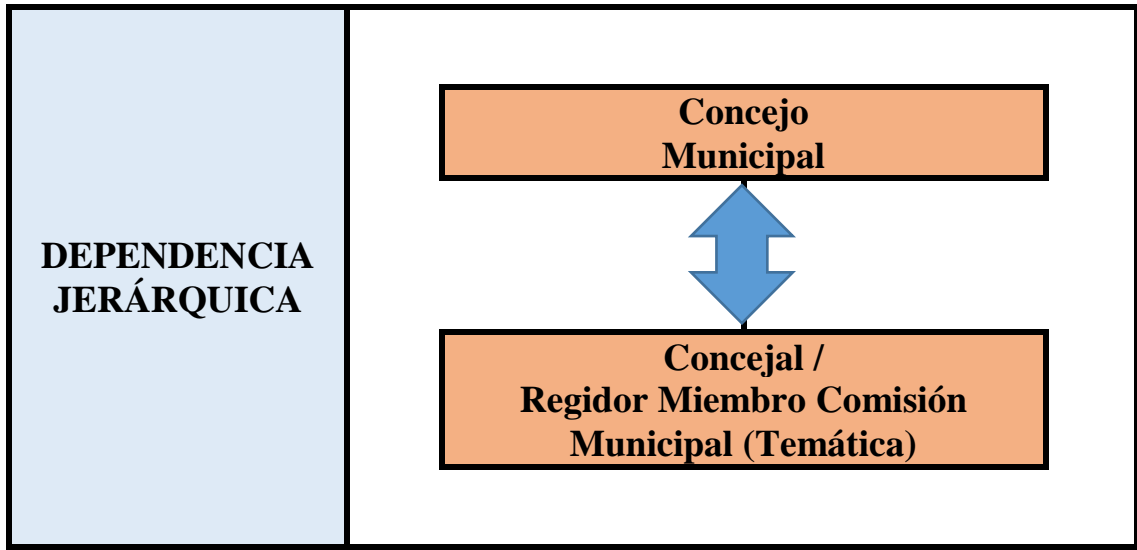 DEPENDENCIA
JERÁRQUICA
Concejo
Municipal
Concejal /
Regidor Miembro Comisión
Municipal (Temática)